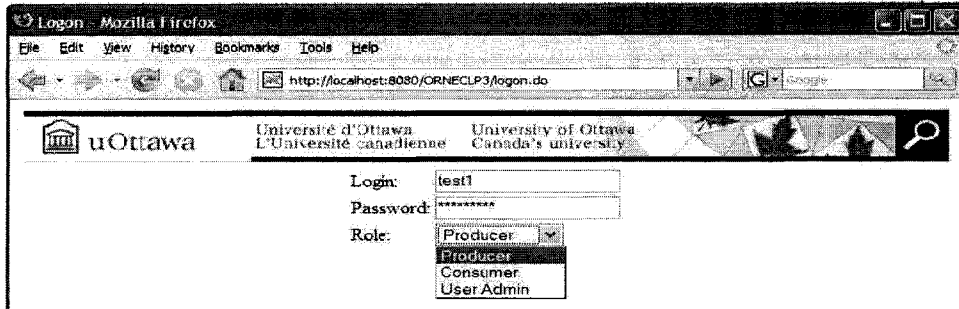 Logon - Mozilla Firefox
File Edit View History Bookmarks Tools Help
http://localhost:8080/ORNECLP3/logon.do G Google
uOttawa
Université d'Ottawa University of Ottawa
L'Université canadienne Canada's university
Login: test1
Password: *********
Role: Producer
Producer
Consumer
User Admin